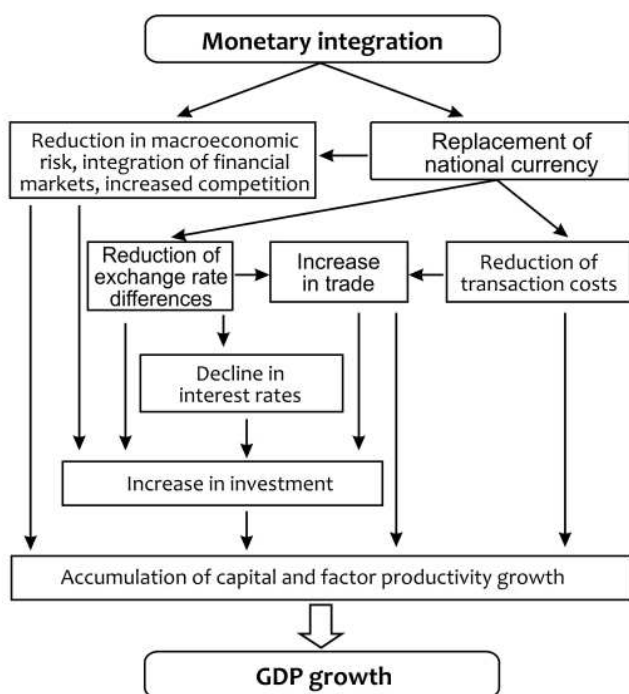 Monetary integration
Reduction in macroeconomic
risk, integration of financial
markets, increased competition
Replacement of
national currency
Reduction of
exchange rate
differences
Increase
in trade
Reduction of
transaction costs
Decline in
interest rates
Increase in investment
Accumulation of capital and factor productivity growth
GDP growth